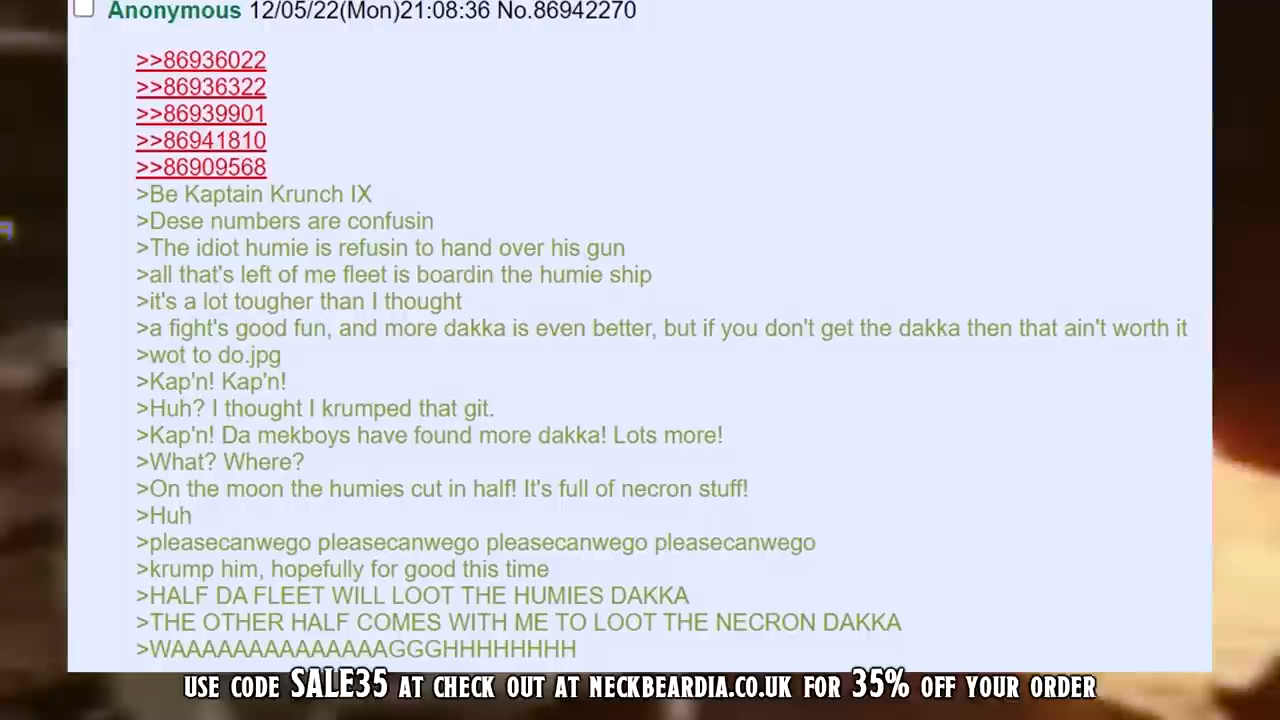 Anonymous 12/05/22(Mon)21:08:36 No.86942270
>>86936022
>>86936322
>>86939901
>>86941810
>>86909568
>Be Kaptain Krunch IX
>Dese numbers are confusin
>The idiot humie is refusin to hand over his gun
>all that's left of me fleet is boardin the humie ship
>it's a lot tougher than I thought
>a fight's good fun, and more dakka is even better, but if you don't get the dakka then that ain't worth it
>wot to do.jpg
>Kap'n! Kap'n!
>Huh? I thought I krumped that git.
>Kap'n! Da mekboys have found more dakka! Lots more!
>What? Where?
>On the moon the humies cut in half! It's full of necron stuff!
>Huh
>pleasecanwego pleasecanwego pleasecanwego pleasecanwego
>krump him, hopefully for good this time
>HALF DA FLEET WILL LOOT THE HUMIES DAKKA
>THE OTHER HALF COMES WITH ME TO LOOT THE NECRON DAKKA
>WAAAAAAAAAAAAAAGGGHHHHHHHH
USE CODE SALE35 AT CHECK OUT AT NECKBEARDIA.CO.UK FOR 35% OFF YOUR ORDER